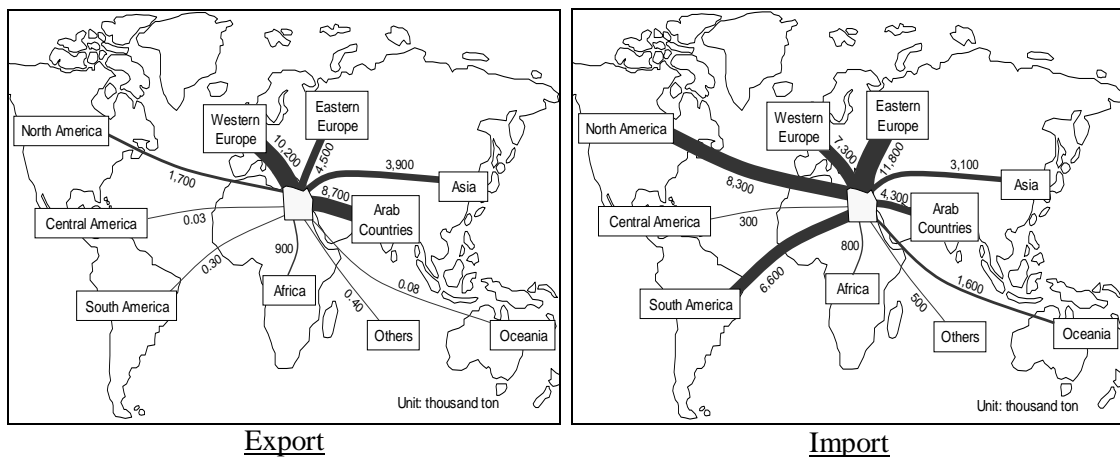 Western
Europe
Eastern
Europe
North America
10,200
4,500
3,900
1,700
8,700
Asia
Central America
0.03
Arab
Countries
0.30
900
South America
Africa
0.40
0.08
Others
Oceania
Unit: thousand ton
Export
Western
Europe
Eastern
Europe
North America
7,300
11,800
3,100
8,300
4,300
Asia
Central America
300
Arab
Countries
6,600
800
South America
Africa
500
1,600
Others
Oceania
Unit: thousand ton
Import